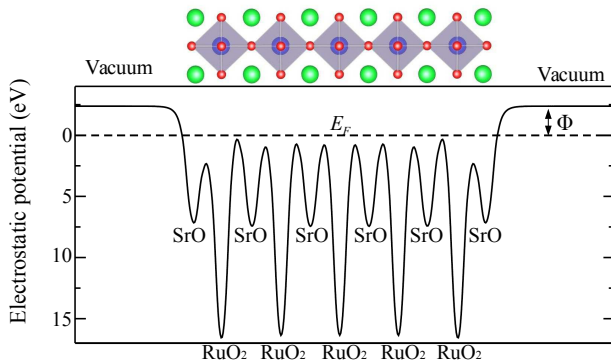 Vacuum
Vacuum
Electrostatic potential (eV)
E_F
Φ
0
5
10
15
SrO SrO SrO SrO SrO SrO
RuO₂ RuO₂ RuO₂ RuO₂ RuO₂